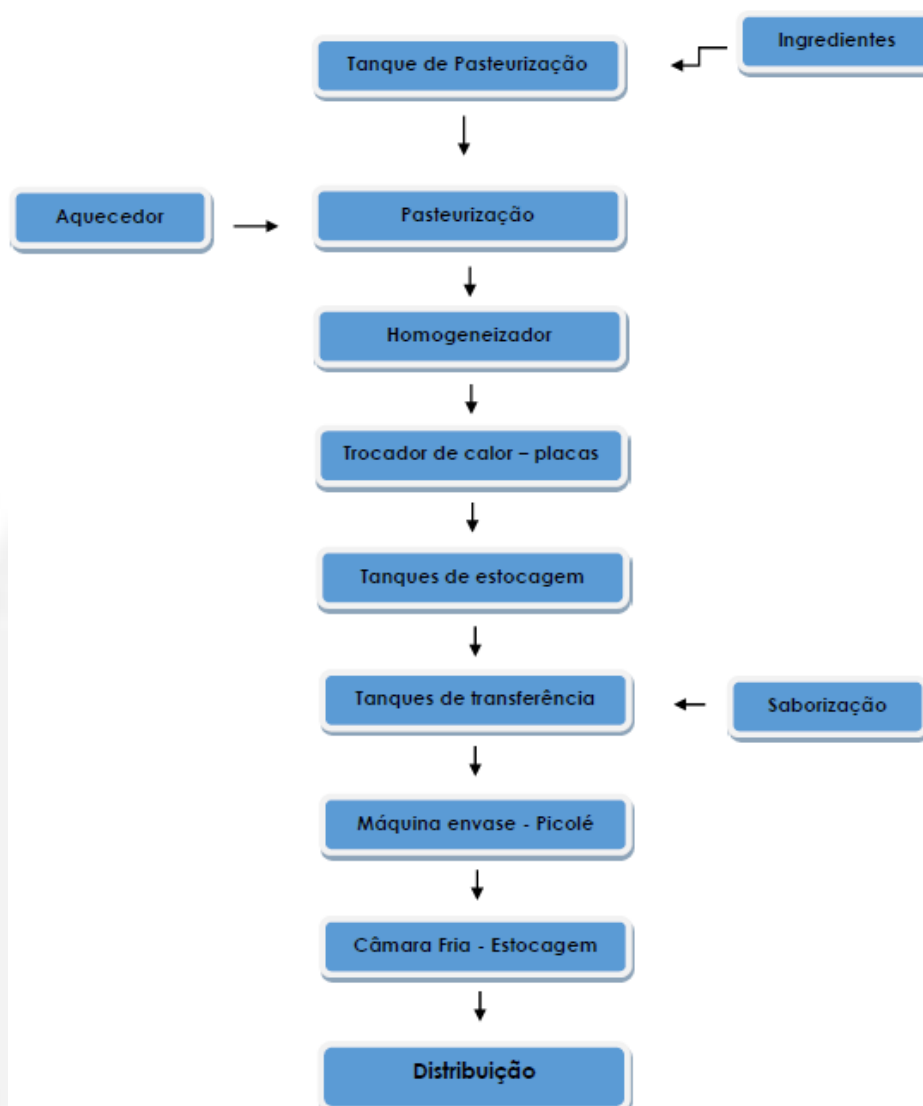 Ingredientes
Tanque de Pasteurização
Aquecedor
Pasteurização
Homogeneizador
Trocador de calor – placas
Tanques de estocagem
Tanques de transferência
Saborização
Máquina envase - Picolé
Câmara Fria - Estocagem
Distribuição